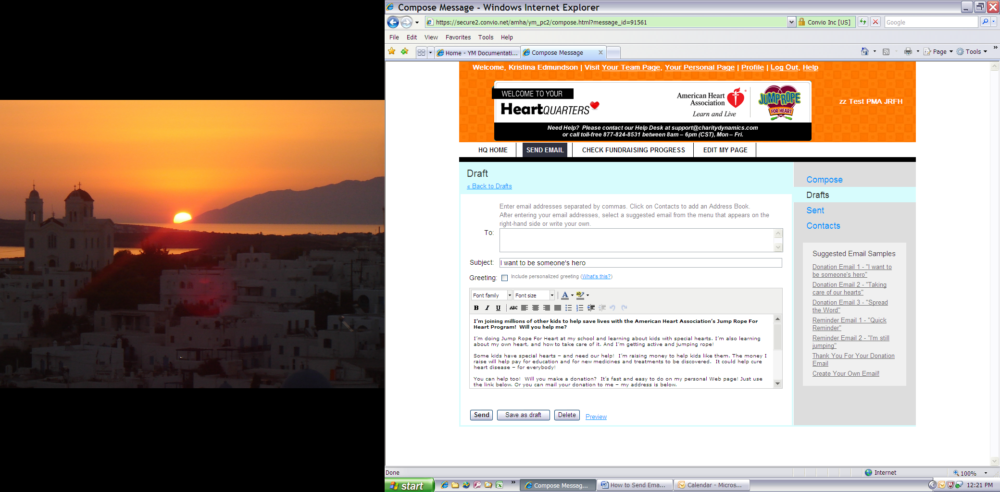 Compose Message - Windows Internet Explorer
https://secure2.convio.net/amha/ym_pc2/compose.html?message_id=91561
Convio Inc [US]
Google
File Edit View Favorites Tools Help
Home - YM Documentati...
Compose Message
Page
Tools
Welcome, Kristina Edmundson | Visit Your Team Page, Your Personal Page | Profile | Log Out, Help
WELCOME TO YOUR
HeartQUARTERS
American Heart
Association
Learn and Live
JUMP ROPE
FOR HEART
zz Test PMA JRFH
Need Help? Please contact our Help Desk at support@charitydynamics.com
or call toll-free 877-824-8531 between 8am – 6pm (CST), Mon – Fri.
HQ HOME
SEND EMAIL
CHECK FUNDRAISING PROGRESS
EDIT MY PAGE
Draft
« Back to Drafts
Enter email addresses separated by commas. Click on Contacts to add an Address Book.
After entering your email addresses, select a suggested email from the menu that appears on the
right-hand side or write your own.
To:
Subject: I want to be someone's hero
Greeting: Include personalized greeting (What's this?)
Font family
Font size
A
ab
B I U ABC
I'm joining millions of other kids to help save lives with the American Heart Association's Jump Rope For
Heart Program! Will you help me?
I'm doing Jump Rope For Heart at my school and learning about kids with special hearts. I'm also learning
about my own heart, and how to take care of it. And I'm getting active and jumping rope!
Some kids have special hearts – and need our help! I'm raising money to help kids like them. The money I
raise will help pay for education and for new medicines and treatments to be discovered. It could help cure
heart disease – for everybody!
You can help too! Will you make a donation? It's fast and easy to do on my personal Web page! Just use
the link below. Or you can mail your donation to me – my address is below.
Send
Save as draft
Delete
Preview
Compose
Drafts
Sent
Contacts
Suggested Email Samples
Donation Email 1 - "I want to
be someone's hero"
Donation Email 2 - "Taking
care of our hearts"
Donation Email 3 - "Spread
the Word"
Reminder Email 1 - "Quick
Reminder"
Reminder Email 2 - "I'm still
jumping"
Thank You For Your Donation
Email
Create Your Own Email!
Done
Internet
100%
start
Compose Messag...
How to Send Ema...
Calendar - Micros...
12:21 PM